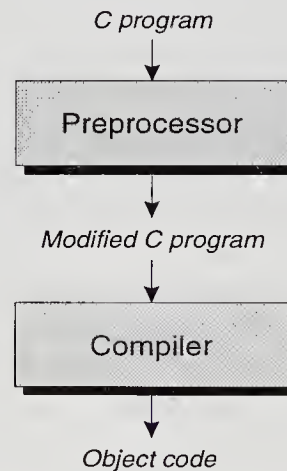 C program
Preprocessor
Modified C program
Compiler
Object code